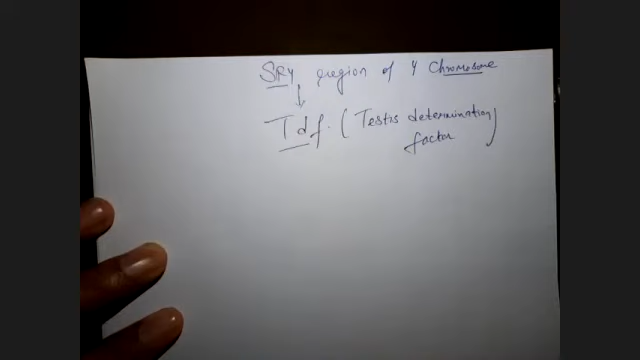 SRY region of Y Chromosome
Tdf. (Testis determination
factor)